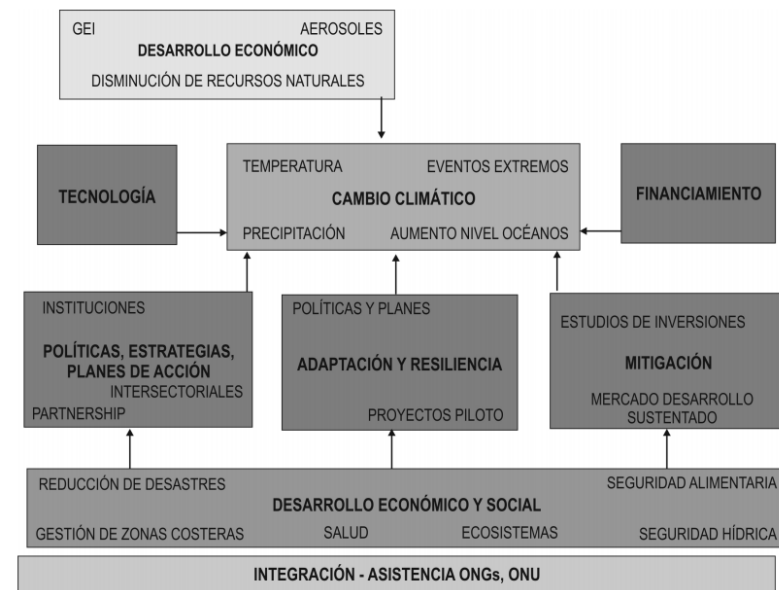 GEI AEROSOLES
DESARROLLO ECONÓMICO
DISMINUCIÓN DE RECURSOS NATURALES
TECNOLOGÍA
TEMPERATURA EVENTOS EXTREMOS
CAMBIO CLIMÁTICO
PRECIPITACIÓN AUMENTO NIVEL OCÉANOS
FINANCIAMIENTO
INSTITUCIONES
POLÍTICAS, ESTRATEGIAS,
PLANES DE ACCIÓN
INTERSECTORIALES
PARTNERSHIP
POLÍTICAS Y PLANES
ADAPTACIÓN Y RESILIENCIA
PROYECTOS PILOTO
ESTUDIOS DE INVERSIONES
MITIGACIÓN
MERCADO DESARROLLO
SUSTENTADO
REDUCCIÓN DE DESASTRES SEGURIDAD ALIMENTARIA
DESARROLLO ECONÓMICO Y SOCIAL
GESTIÓN DE ZONAS COSTERAS SALUD ECOSISTEMAS SEGURIDAD HÍDRICA
INTEGRACIÓN - ASISTENCIA ONGs, ONU